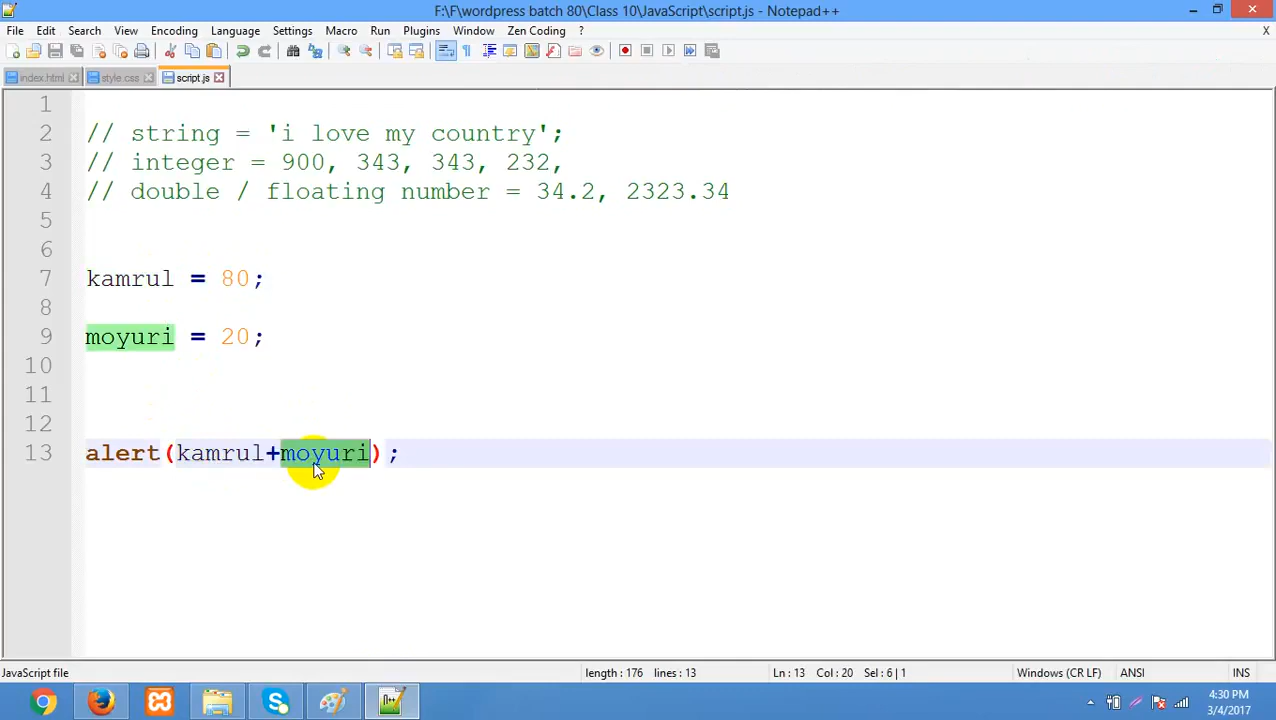 F:\F\wordpress batch 80\Class 10\JavaScript\script.js - Notepad++
File Edit Search View Encoding Language Settings Macro Run Plugins Window Zen Coding ? X
index.html style.css script.js
1
2 // string = 'i love my country';
3 // integer = 900, 343, 343, 232,
4 // double / floating number = 34.2, 2323.34
5
6
7 kamrul = 80;
8
9 moyuri = 20;
10
11
12
13 alert(kamrul+moyuri);
JavaScript file length : 176 lines : 13 Ln : 13 Col : 20 Sel : 6 | 1 Windows (CR LF) ANSI INS
4:30 PM
3/4/2017